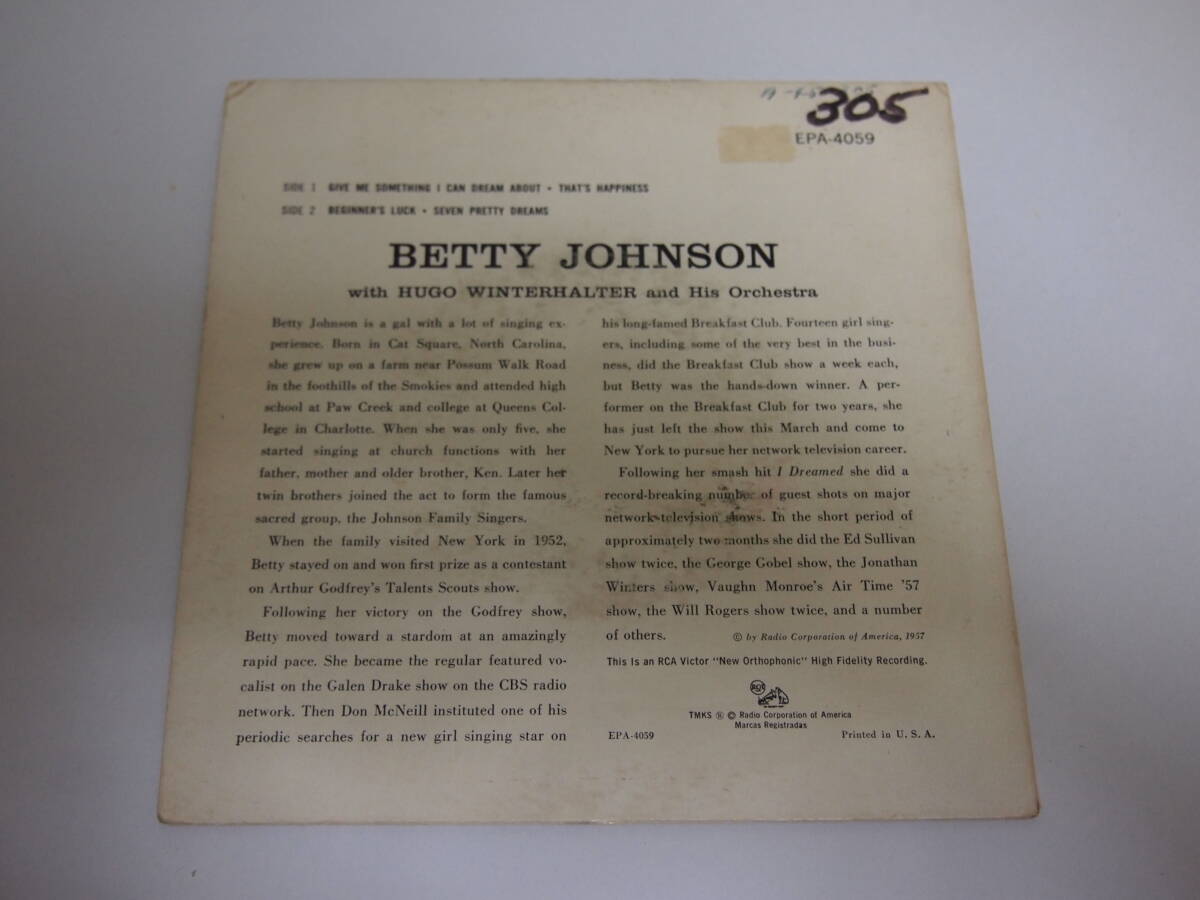 305
EPA-4059
SIDE 1 GIVE ME SOMETHING I CAN DREAM ABOUT • THAT'S HAPPINESS
SIDE 2 BEGINNER'S LUCK • SEVEN PRETTY DREAMS
BETTY JOHNSON
with HUGO WINTERHALTER and His Orchestra
Betty Johnson is a gal with a lot of singing ex-
perience. Born in Cat Square, North Carolina,
she grew up on a farm near Possum Walk Road
in the foothills of the Smokies and attended high
school at Paw Creek and college at Queens Col-
lege in Charlotte. When she was only five, she
started singing at church functions with her
father, mother and older brother, Ken. Later her
twin brothers joined the act to form the famous
sacred group, the Johnson Family Singers.
When the family visited New York in 1952,
Betty stayed on and won first prize as a contestant
on Arthur Godfrey's Talents Scouts show.
Following her victory on the Godfrey show,
Betty moved toward a stardom at an amazingly
rapid pace. She became the regular featured vo-
calist on the Galen Drake show on the CBS radio
network. Then Don McNeill instituted one of his
periodic searches for a new girl singing star on
his long-famed Breakfast Club. Fourteen girl sing-
ers, including some of the very best in the busi-
ness, did the Breakfast Club show a week each,
but Betty was the hands-down winner. A per-
former on the Breakfast Club for two years, she
has just left the show this March and come to
New York to pursue her network television career.
Following her smash hit I Dreamed she did a
record-breaking number of guest shots on major
network television shows. In the short period of
approximately two months she did the Ed Sullivan
show twice, the George Gobel show, the Jonathan
Winters show, Vaughn Monroe's Air Time '57
show, the Will Rogers show twice, and a number
of others. © by Radio Corporation of America, 1957
This Is an RCA Victor "New Orthophonic" High Fidelity Recording.
RCA
TMKS ® © Radio Corporation of America
Marcas Registradas
EPA-4059 Printed in U. S. A.